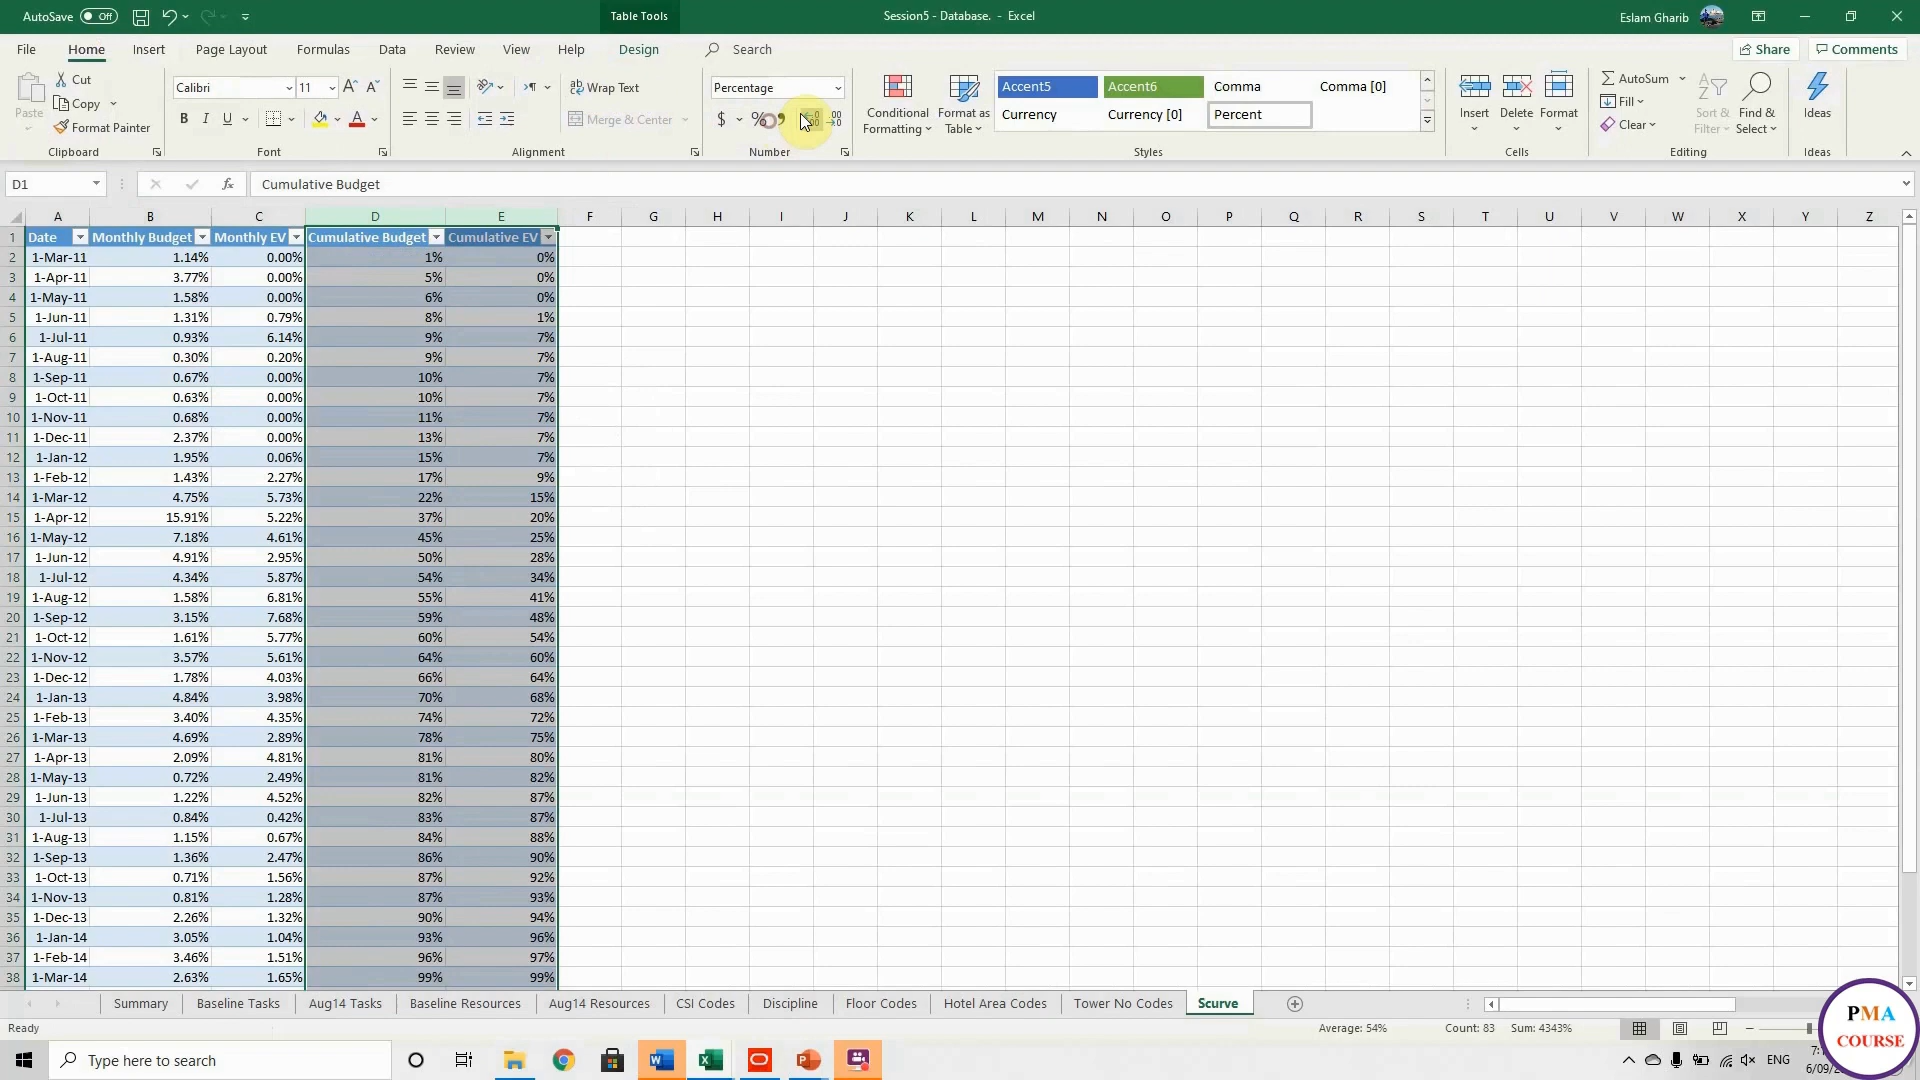 AutoSave Off
Table Tools
Session5 - Database. - Excel
Eslam Gharib
File Home Insert Page Layout Formulas Data Review View Help Design Search
Share Comments
Paste
Cut
Copy
Format Painter
Clipboard
Calibri 11
B I U
Font
Wrap Text
Merge & Center
Alignment
Percentage
$ %
Number
Conditional Formatting
Format as Table
Accent5 Accent6 Comma Comma [0]
Currency Currency [0] Percent
Styles
Insert Delete Format
Cells
AutoSum
Fill
Clear
Sort & Filter
Find & Select
Editing
Ideas
Ideas
D1 fx Cumulative Budget
A B C D E F G H I J K L M N O P Q R S T U V W X Y Z
1 Date Monthly Budget Monthly EV Cumulative Budget Cumulative EV
2 1-Mar-11 1.14% 0.00% 1% 0%
3 1-Apr-11 3.77% 0.00% 5% 0%
4 1-May-11 1.58% 0.00% 6% 0%
5 1-Jun-11 1.31% 0.79% 8% 1%
6 1-Jul-11 0.93% 6.14% 9% 7%
7 1-Aug-11 0.30% 0.20% 9% 7%
8 1-Sep-11 0.67% 0.00% 10% 7%
9 1-Oct-11 0.63% 0.00% 10% 7%
10 1-Nov-11 0.68% 0.00% 11% 7%
11 1-Dec-11 2.37% 0.00% 13% 7%
12 1-Jan-12 1.95% 0.06% 15% 7%
13 1-Feb-12 1.43% 2.27% 17% 9%
14 1-Mar-12 4.75% 5.73% 22% 15%
15 1-Apr-12 15.91% 5.22% 37% 20%
16 1-May-12 7.18% 4.61% 45% 25%
17 1-Jun-12 4.91% 2.95% 50% 28%
18 1-Jul-12 4.34% 5.87% 54% 34%
19 1-Aug-12 1.58% 6.81% 55% 41%
20 1-Sep-12 3.15% 7.68% 59% 48%
21 1-Oct-12 1.61% 5.77% 60% 54%
22 1-Nov-12 3.57% 5.61% 64% 60%
23 1-Dec-12 1.78% 4.03% 66% 64%
24 1-Jan-13 4.84% 3.98% 70% 68%
25 1-Feb-13 3.40% 4.35% 74% 72%
26 1-Mar-13 4.69% 2.89% 78% 75%
27 1-Apr-13 2.09% 4.81% 81% 80%
28 1-May-13 0.72% 2.49% 81% 82%
29 1-Jun-13 1.22% 4.52% 82% 87%
30 1-Jul-13 0.84% 0.42% 83% 87%
31 1-Aug-13 1.15% 0.67% 84% 88%
32 1-Sep-13 1.36% 2.47% 86% 90%
33 1-Oct-13 0.71% 1.56% 87% 92%
34 1-Nov-13 0.81% 1.28% 87% 93%
35 1-Dec-13 2.26% 1.32% 90% 94%
36 1-Jan-14 3.05% 1.04% 93% 96%
37 1-Feb-14 3.46% 1.51% 96% 97%
38 1-Mar-14 2.63% 1.65% 99% 99%
Summary Baseline Tasks Aug14 Tasks Baseline Resources Aug14 Resources CSI Codes Discipline Floor Codes Hotel Area Codes Tower No Codes Scurve
Ready Average: 54% Count: 83 Sum: 4343%
Type here to search
ENG
PMA
COURSE